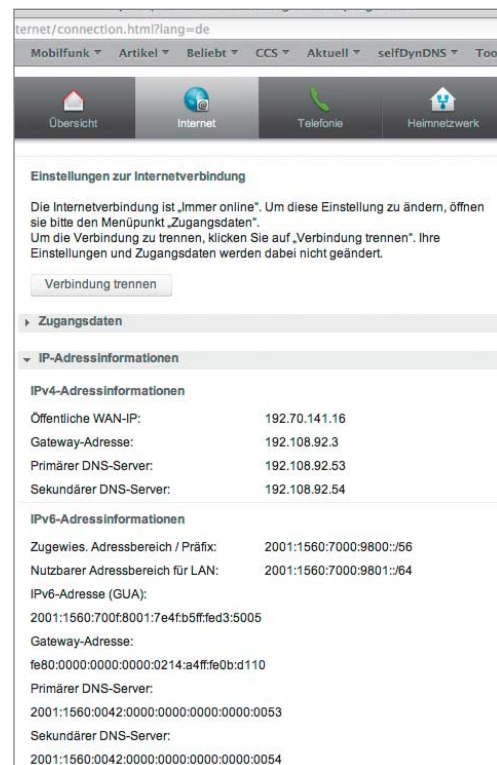 ternet/connection.html?lang=de
Mobilfunk Artikel Beliebt CCS Aktuell selfDynDNS Too
Übersicht Internet Telefonie Heimnetzwerk
Einstellungen zur Internetverbindung
Die Internetverbindung ist „Immer online“. Um diese Einstellung zu ändern, öffnen
sie bitte den Menüpunkt „Zugangsdaten“.
Um die Verbindung zu trennen, klicken Sie auf „Verbindung trennen“. Ihre
Einstellungen und Zugangsdaten werden dabei nicht geändert.
Verbindung trennen
Zugangsdaten
IP-Adressinformationen
IPv4-Adressinformationen
Öffentliche WAN-IP: 192.70.141.16
Gateway-Adresse: 192.108.92.3
Primärer DNS-Server: 192.108.92.53
Sekundärer DNS-Server: 192.108.92.54
IPv6-Adressinformationen
Zugewies. Adressbereich / Präfix: 2001:1560:7000:9800::/56
Nutzbarer Adressbereich für LAN: 2001:1560:7000:9801::/64
IPv6-Adresse (GUA):
2001:1560:700f:8001:7e4f:b5ff:fed3:5005
Gateway-Adresse:
fe80:0000:0000:0000:0214:a4ff:fe0b:d110
Primärer DNS-Server:
2001:1560:0042:0000:0000:0000:0000:0053
Sekundärer DNS-Server:
2001:1560:0042:0000:0000:0000:0000:0054